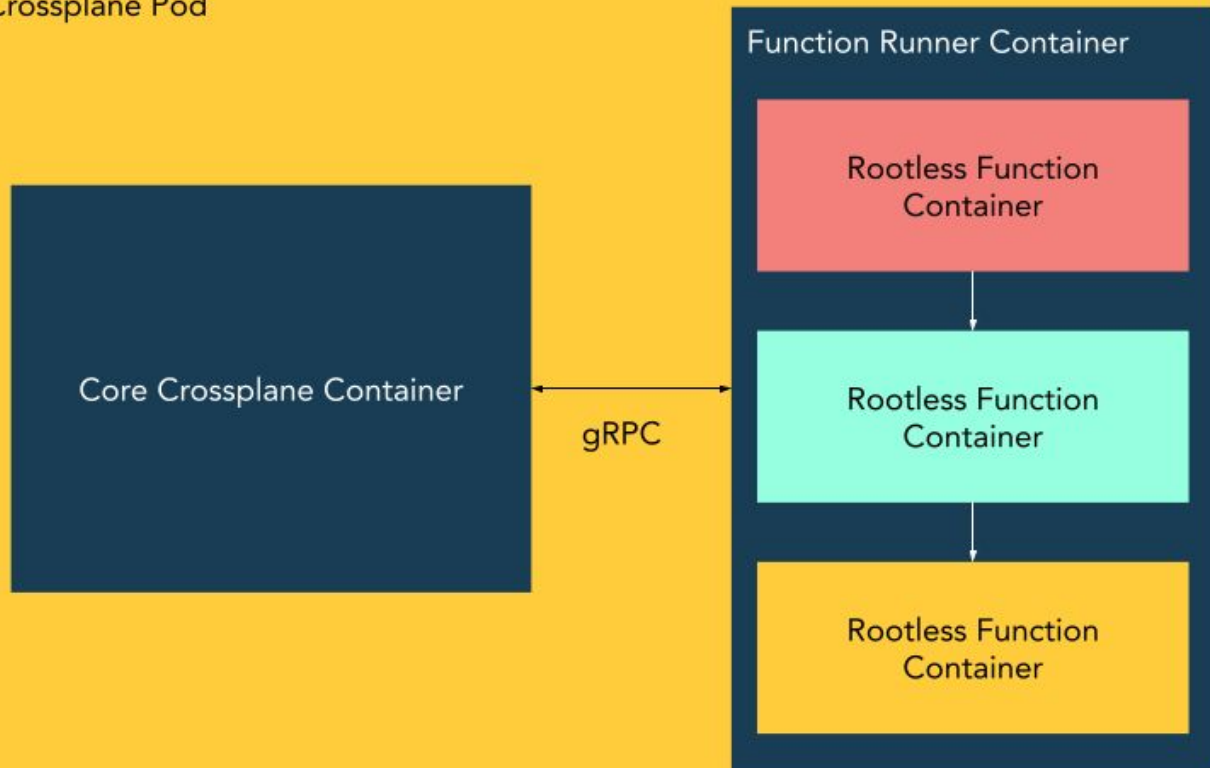 Crossplane Pod
Function Runner Container
Rootless Function
Container
Core Crossplane Container
gRPC
Rootless Function
Container
Rootless Function
Container